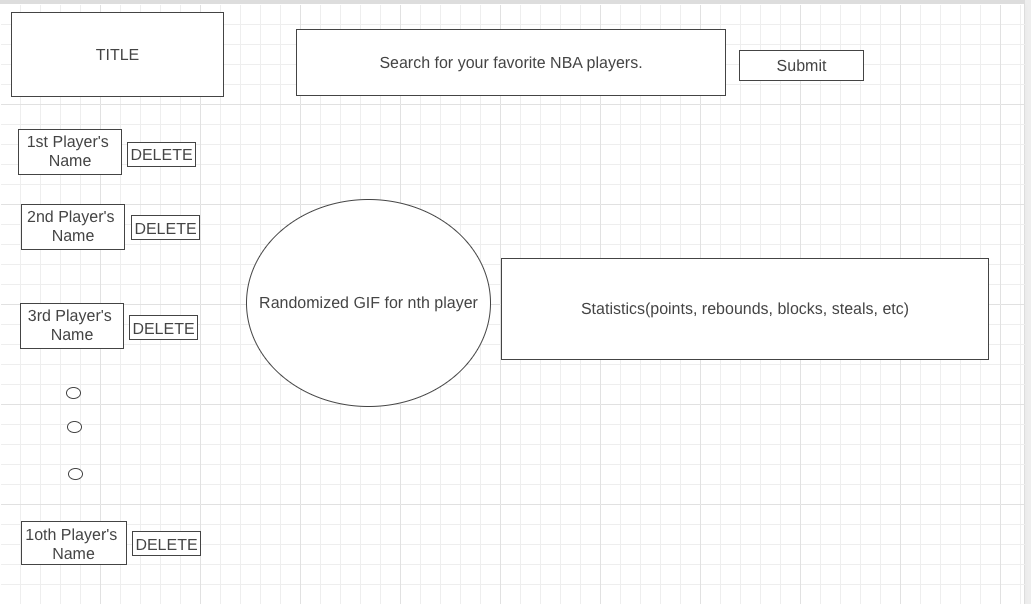 TITLE
Search for your favorite NBA players.
Submit
1st Player's
Name
DELETE
2nd Player's
Name
DELETE
3rd Player's
Name
DELETE
Randomized GIF for nth player
Statistics(points, rebounds, blocks, steals, etc)
1oth Player's
Name
DELETE